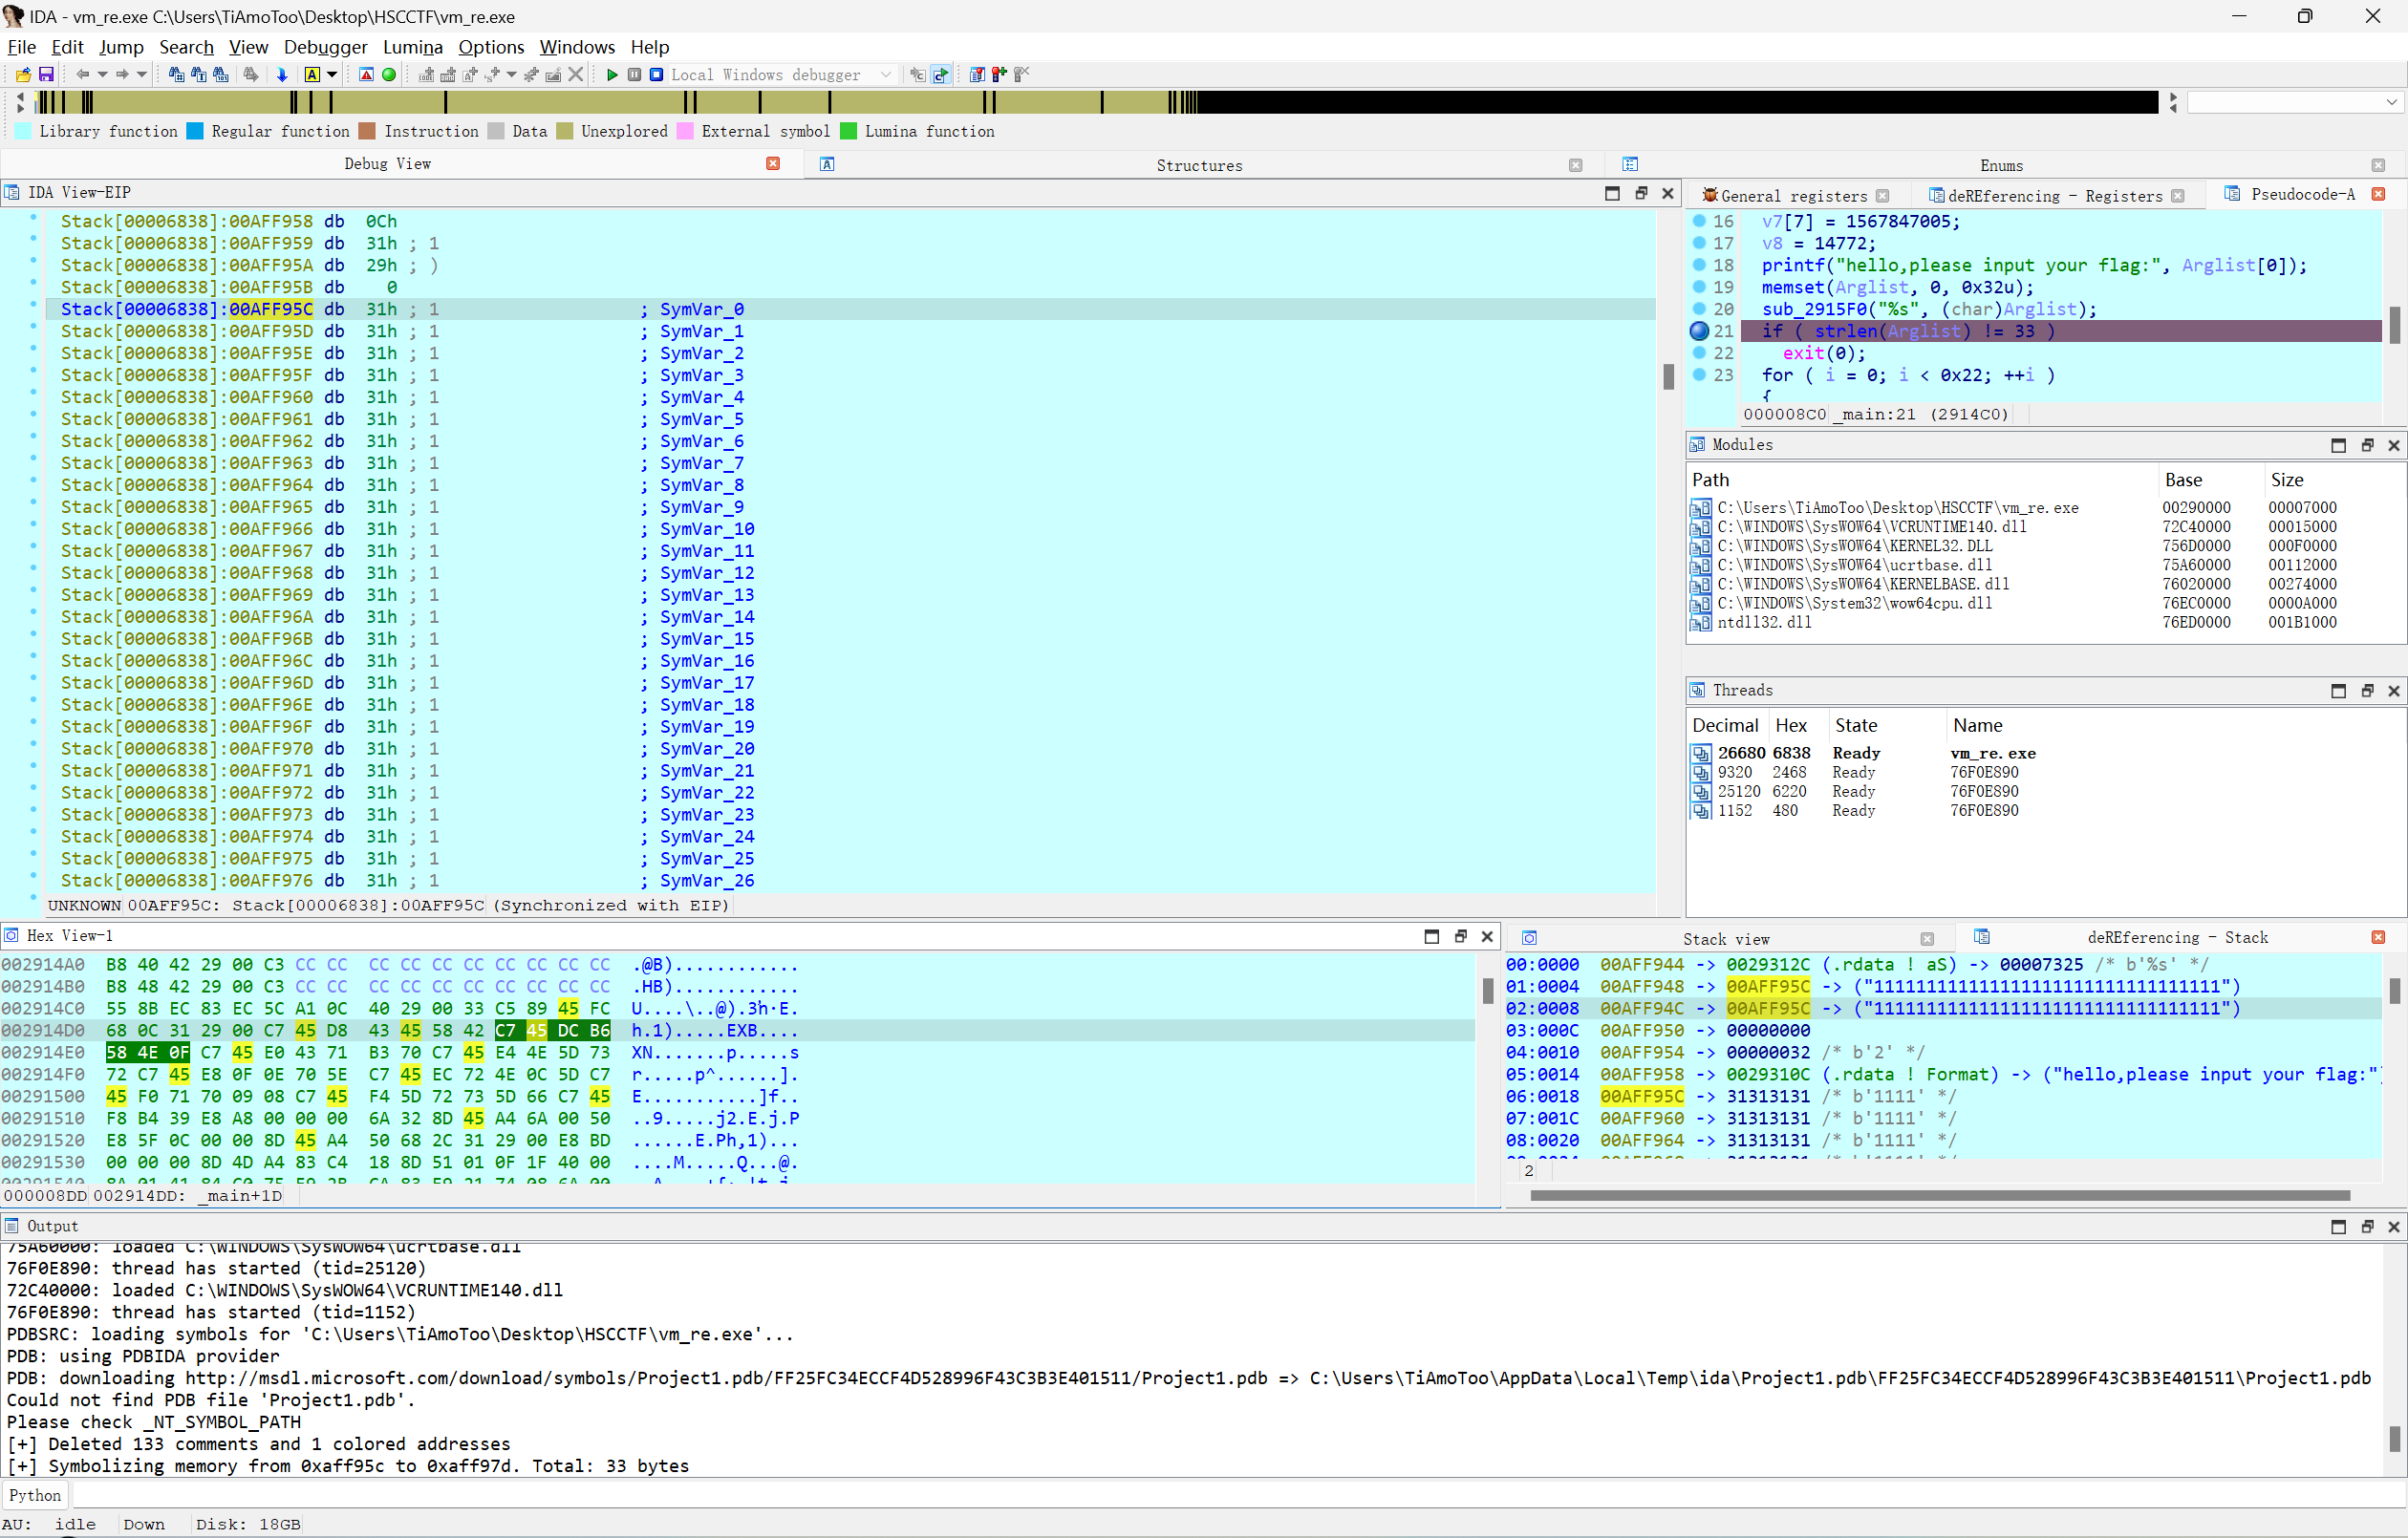 IDA - vm_re.exe C:\Users\TiAmoToo\Desktop\HSCCTF\vm_re.exe
File Edit Jump Search View Debugger Lumina Options Windows Help
Local Windows debugger
Library function Regular function Instruction Data Unexplored External symbol Lumina function
Debug View
Structures
Enums
IDA View-EIP
Stack[00006838]:00AFF958 db 0Ch
Stack[00006838]:00AFF959 db 31h ; 1
Stack[00006838]:00AFF95A db 29h ; )
Stack[00006838]:00AFF95B db 0
Stack[00006838]:00AFF95C db 31h ; 1 ; SymVar_0
Stack[00006838]:00AFF95D db 31h ; 1 ; SymVar_1
Stack[00006838]:00AFF95E db 31h ; 1 ; SymVar_2
Stack[00006838]:00AFF95F db 31h ; 1 ; SymVar_3
Stack[00006838]:00AFF960 db 31h ; 1 ; SymVar_4
Stack[00006838]:00AFF961 db 31h ; 1 ; SymVar_5
Stack[00006838]:00AFF962 db 31h ; 1 ; SymVar_6
Stack[00006838]:00AFF963 db 31h ; 1 ; SymVar_7
Stack[00006838]:00AFF964 db 31h ; 1 ; SymVar_8
Stack[00006838]:00AFF965 db 31h ; 1 ; SymVar_9
Stack[00006838]:00AFF966 db 31h ; 1 ; SymVar_10
Stack[00006838]:00AFF967 db 31h ; 1 ; SymVar_11
Stack[00006838]:00AFF968 db 31h ; 1 ; SymVar_12
Stack[00006838]:00AFF969 db 31h ; 1 ; SymVar_13
Stack[00006838]:00AFF96A db 31h ; 1 ; SymVar_14
Stack[00006838]:00AFF96B db 31h ; 1 ; SymVar_15
Stack[00006838]:00AFF96C db 31h ; 1 ; SymVar_16
Stack[00006838]:00AFF96D db 31h ; 1 ; SymVar_17
Stack[00006838]:00AFF96E db 31h ; 1 ; SymVar_18
Stack[00006838]:00AFF96F db 31h ; 1 ; SymVar_19
Stack[00006838]:00AFF970 db 31h ; 1 ; SymVar_20
Stack[00006838]:00AFF971 db 31h ; 1 ; SymVar_21
Stack[00006838]:00AFF972 db 31h ; 1 ; SymVar_22
Stack[00006838]:00AFF973 db 31h ; 1 ; SymVar_23
Stack[00006838]:00AFF974 db 31h ; 1 ; SymVar_24
Stack[00006838]:00AFF975 db 31h ; 1 ; SymVar_25
Stack[00006838]:00AFF976 db 31h ; 1 ; SymVar_26
UNKNOWN 00AFF95C: Stack[00006838]:00AFF95C (Synchronized with EIP)
General registers
deREferencing - Registers
Pseudocode-A
16 v7[7] = 1567847005;
17 v8 = 14772;
18 printf("hello,please input your flag:", Arglist[0]);
19 memset(Arglist, 0, 0x32u);
20 sub_2915F0("%s", (char)Arglist);
21 if ( strlen(Arglist) != 33 )
22 exit(0);
23 for ( i = 0; i < 0x22; ++i )
{
000008C0 _main:21 (2914C0)
Modules
Path Base Size
C:\Users\TiAmoToo\Desktop\HSCCTF\vm_re.exe 00290000 00007000
C:\WINDOWS\SysWOW64\VCRUNTIME140.dll 72C40000 00015000
C:\WINDOWS\SysWOW64\KERNEL32.DLL 756D0000 000F0000
C:\WINDOWS\SysWOW64\ucrtbase.dll 75A60000 00112000
C:\WINDOWS\SysWOW64\KERNELBASE.dll 76020000 00274000
C:\WINDOWS\System32\wow64cpu.dll 76EC0000 0000A000
ntdll32.dll 76ED0000 001B1000
Threads
Decimal Hex State Name
26680 6838 Ready vm_re.exe
9320 2468 Ready 76F0E890
25120 6220 Ready 76F0E890
1152 480 Ready 76F0E890
Hex View-1
002914A0 B8 40 42 29 00 C3 CC CC CC CC CC CC CC CC CC CC .@B)............
002914B0 B8 48 42 29 00 C3 CC CC CC CC CC CC CC CC CC CC .HB)............
002914C0 55 8B EC 83 EC 5C A1 0C 40 29 00 33 C5 89 45 FC U....\..@).3ŉ·E.
002914D0 68 0C 31 29 00 C7 45 D8 43 45 58 42 C7 45 DC B6 h.1).....EXB....
002914E0 58 4E 0F C7 45 E0 43 71 B3 70 C7 45 E4 4E 5D 73 XN.......p.....s
002914F0 72 C7 45 E8 0F 0E 70 5E C7 45 EC 72 4E 0C 5D C7 r.....p^......].
00291500 45 F0 71 70 09 08 C7 45 F4 5D 72 73 5D 66 C7 45 E...........]f..
00291510 F8 B4 39 E8 A8 00 00 00 6A 32 8D 45 A4 6A 00 50 ..9.....j2.E.j.P
00291520 E8 5F 0C 00 00 8D 45 A4 50 68 2C 31 29 00 E8 BD ......E.Ph,1)...
00291530 00 00 00 8D 4D A4 83 C4 18 8D 51 01 0F 1F 40 00 ....M.....Q...@.
000008DD 002914DD: _main+1D
Stack view
deREferencing - Stack
00:0000 00AFF944 -> 0029312C (.rdata ! aS) -> 00007325 /* b'%s' */
01:0004 00AFF948 -> 00AFF95C -> ("111111111111111111111111111111111")
02:0008 00AFF94C -> 00AFF95C -> ("111111111111111111111111111111111")
03:000C 00AFF950 -> 00000000
04:0010 00AFF954 -> 00000032 /* b'2' */
05:0014 00AFF958 -> 0029310C (.rdata ! Format) -> ("hello,please input your flag:"
06:0018 00AFF95C -> 31313131 /* b'1111' */
07:001C 00AFF960 -> 31313131 /* b'1111' */
08:0020 00AFF964 -> 31313131 /* b'1111' */
2
Output
75A60000: loaded C:\WINDOWS\SysWOW64\ucrtbase.dll
76F0E890: thread has started (tid=25120)
72C40000: loaded C:\WINDOWS\SysWOW64\VCRUNTIME140.dll
76F0E890: thread has started (tid=1152)
PDBSRC: loading symbols for 'C:\Users\TiAmoToo\Desktop\HSCCTF\vm_re.exe'...
PDB: using PDBIDA provider
PDB: downloading http://msdl.microsoft.com/download/symbols/Project1.pdb/FF25FC34ECCF4D528996F43C3B3E401511/Project1.pdb => C:\Users\TiAmoToo\AppData\Local\Temp\ida\Project1.pdb\FF25FC34ECCF4D528996F43C3B3E401511\Project1.pdb
Could not find PDB file 'Project1.pdb'.
Please check _NT_SYMBOL_PATH
[+] Deleted 133 comments and 1 colored addresses
[+] Symbolizing memory from 0xaff95c to 0xaff97d. Total: 33 bytes
Python
AU: idle Down Disk: 18GB